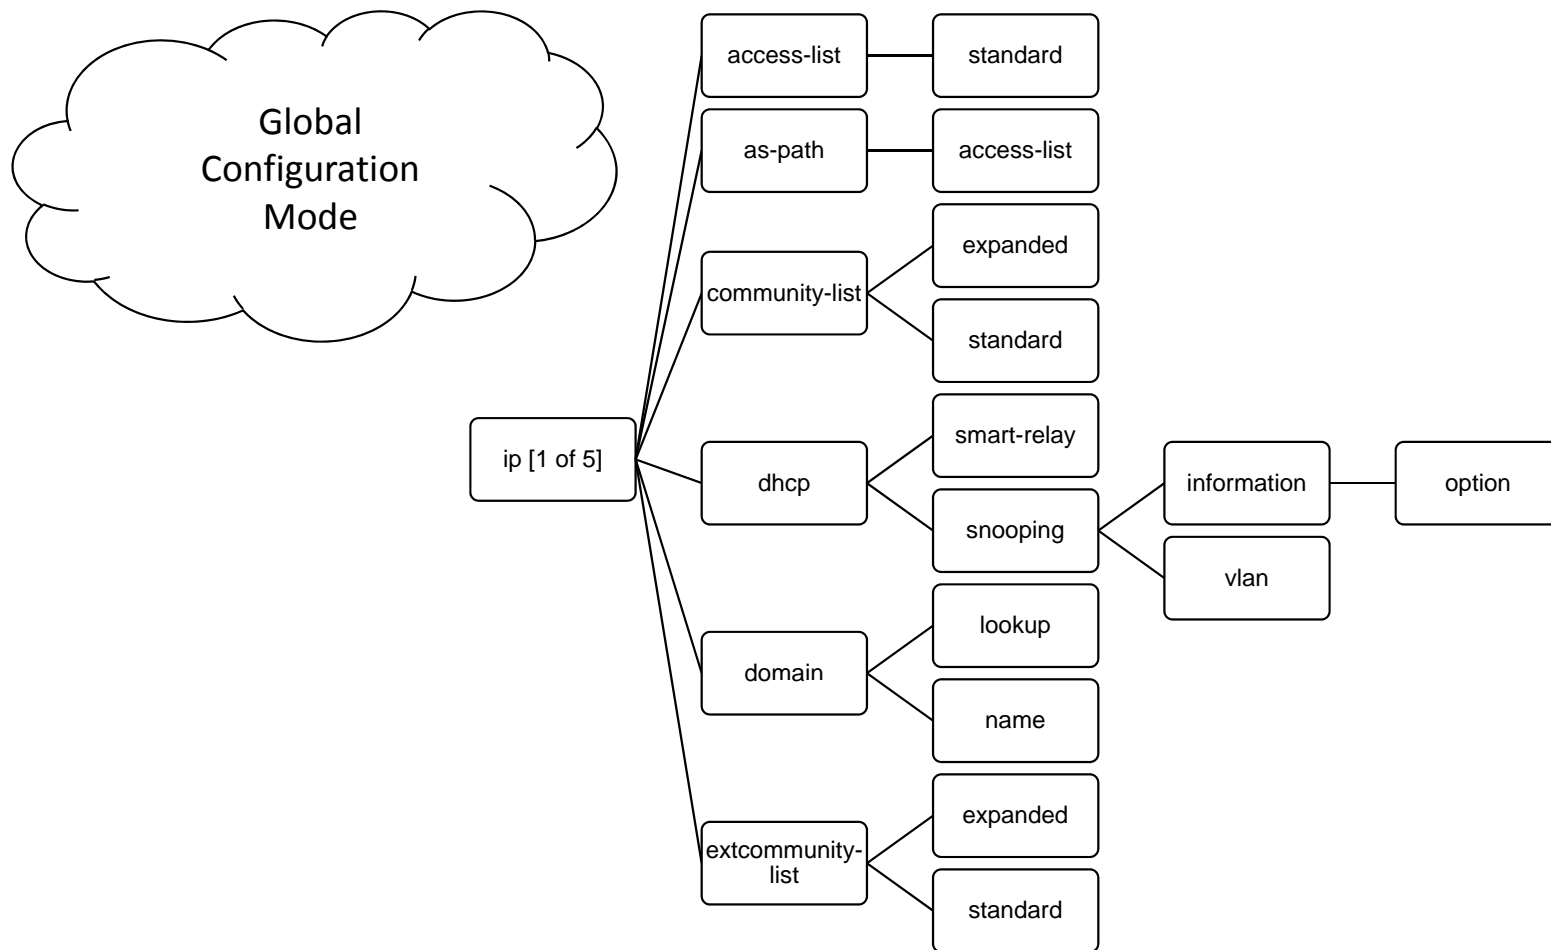 Global
Configuration
Mode
ip [1 of 5]
access-list
standard
as-path
access-list
community-list
expanded
standard
dhcp
smart-relay
snooping
information
option
vlan
domain
lookup
name
extcommunity-
list
expanded
standard